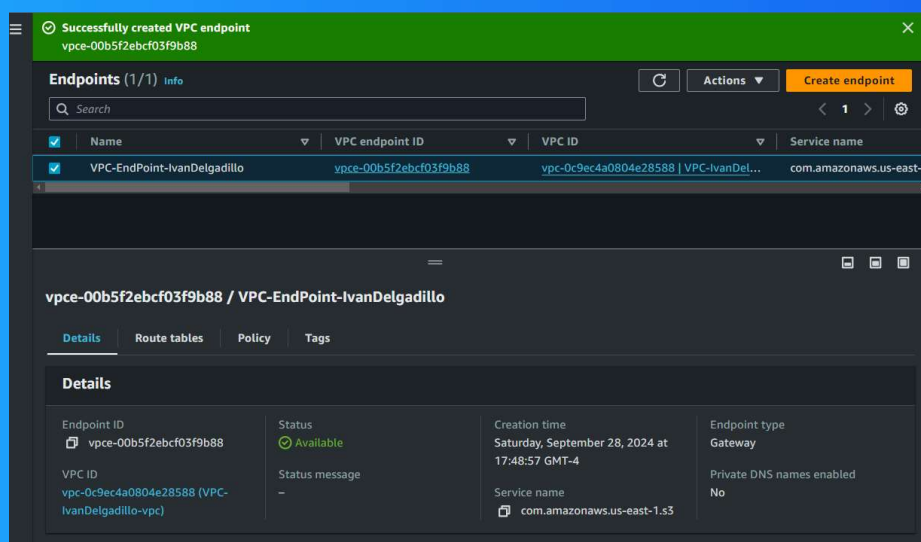 Successfully created VPC endpoint
vpce-00b5f2ebcf03f9b88
Endpoints (1/1) Info
Actions
Create endpoint
Search
1
Name
VPC endpoint ID
VPC ID
Service name
VPC-EndPoint-IvanDelgadillo
vpce-00b5f2ebcf03f9b88
vpc-0c9ec4a0804e28588 | VPC-IvanDel...
com.amazonaws.us-east-
vpce-00b5f2ebcf03f9b88 / VPC-EndPoint-IvanDelgadillo
Details
Route tables
Policy
Tags
Details
Endpoint ID
vpce-00b5f2ebcf03f9b88
VPC ID
vpc-0c9ec4a0804e28588 (VPC-
IvanDelgadillo-vpc)
Status
Available
Status message
–
Creation time
Saturday, September 28, 2024 at
17:48:57 GMT-4
Service name
com.amazonaws.us-east-1.s3
Endpoint type
Gateway
Private DNS names enabled
No